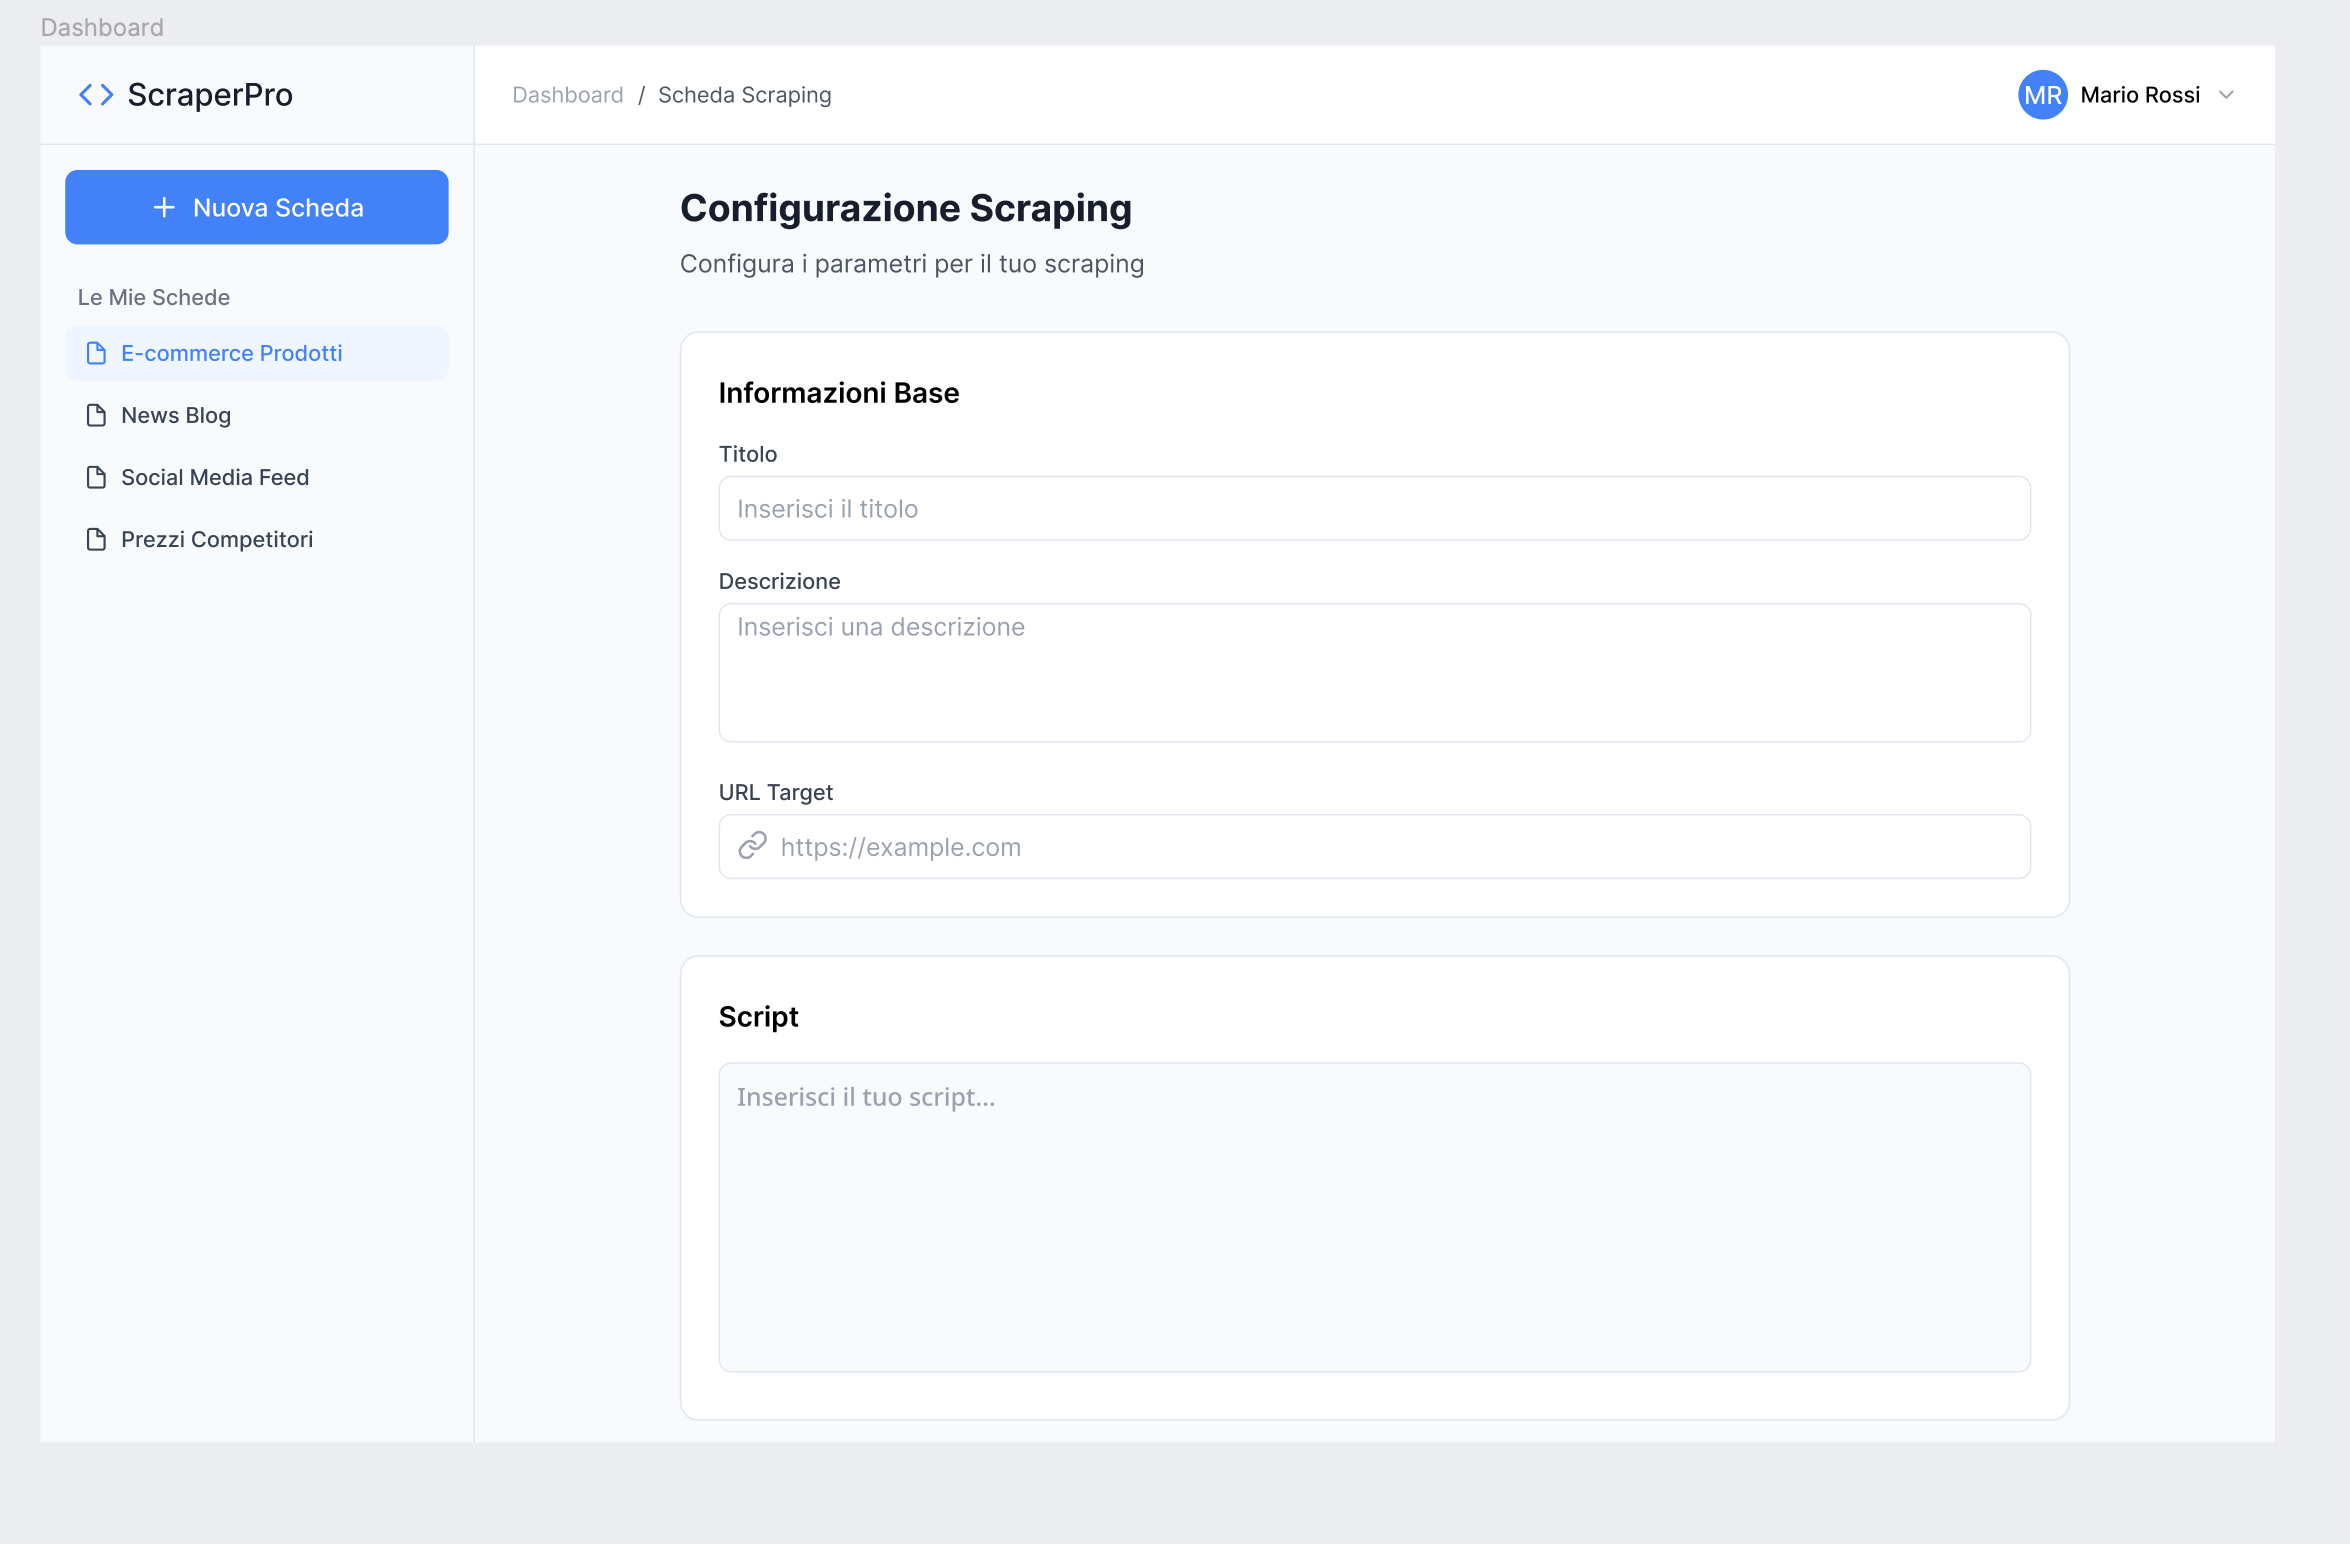 Dashboard
ScraperPro
Dashboard / Scheda Scraping
MR Mario Rossi
+ Nuova Scheda
Le Mie Schede
E-commerce Prodotti
News Blog
Social Media Feed
Prezzi Competitori
Configurazione Scraping
Configura i parametri per il tuo scraping
Informazioni Base
Titolo
Inserisci il titolo
Descrizione
Inserisci una descrizione
URL Target
https://example.com
Script
Inserisci il tuo script...